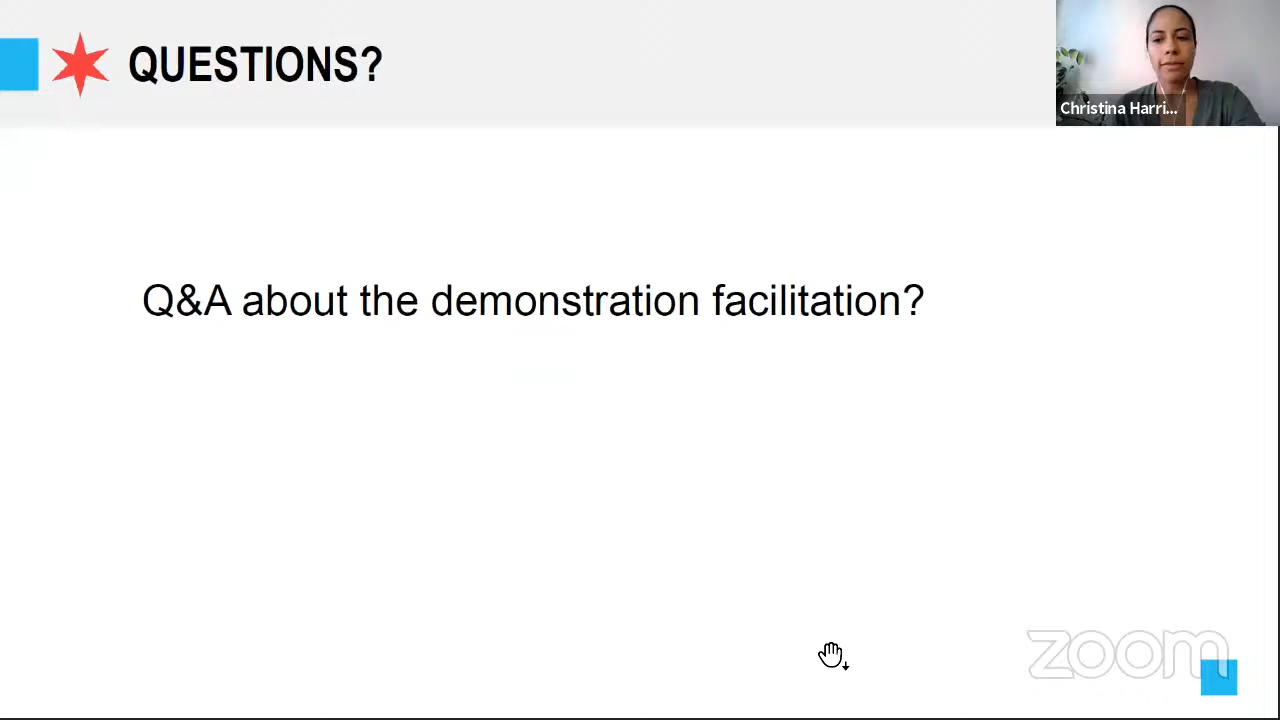 QUESTIONS?
Christina Harri...
Q&A about the demonstration facilitation?
zoom